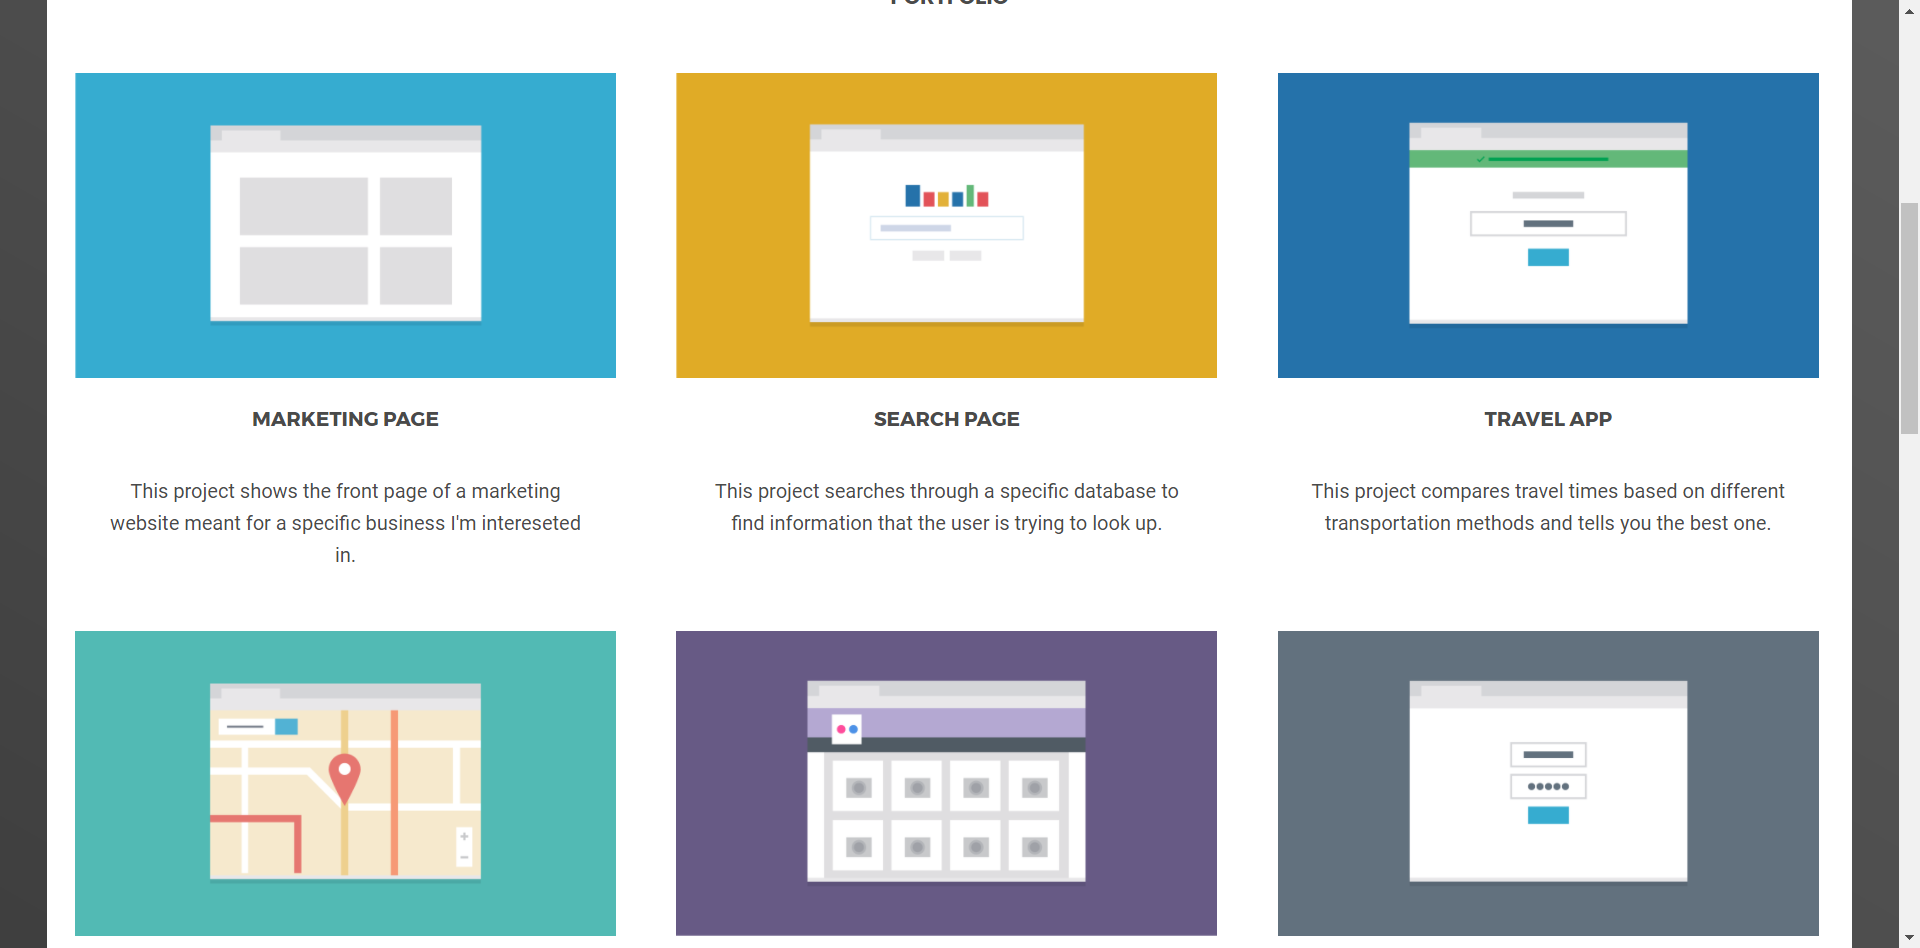 PORTFOLIO
MARKETING PAGE
SEARCH PAGE
TRAVEL APP
This project shows the front page of a marketing
website meant for a specific business I'm intereseted
in.
This project searches through a specific database to
find information that the user is trying to look up.
This project compares travel times based on different
transportation methods and tells you the best one.